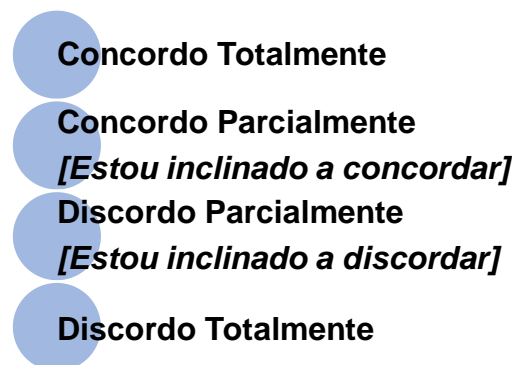 Concordo Totalmente
Concordo Parcialmente
[Estou inclinado a concordar]
Discordo Parcialmente
[Estou inclinado a discordar]
Discordo Totalmente